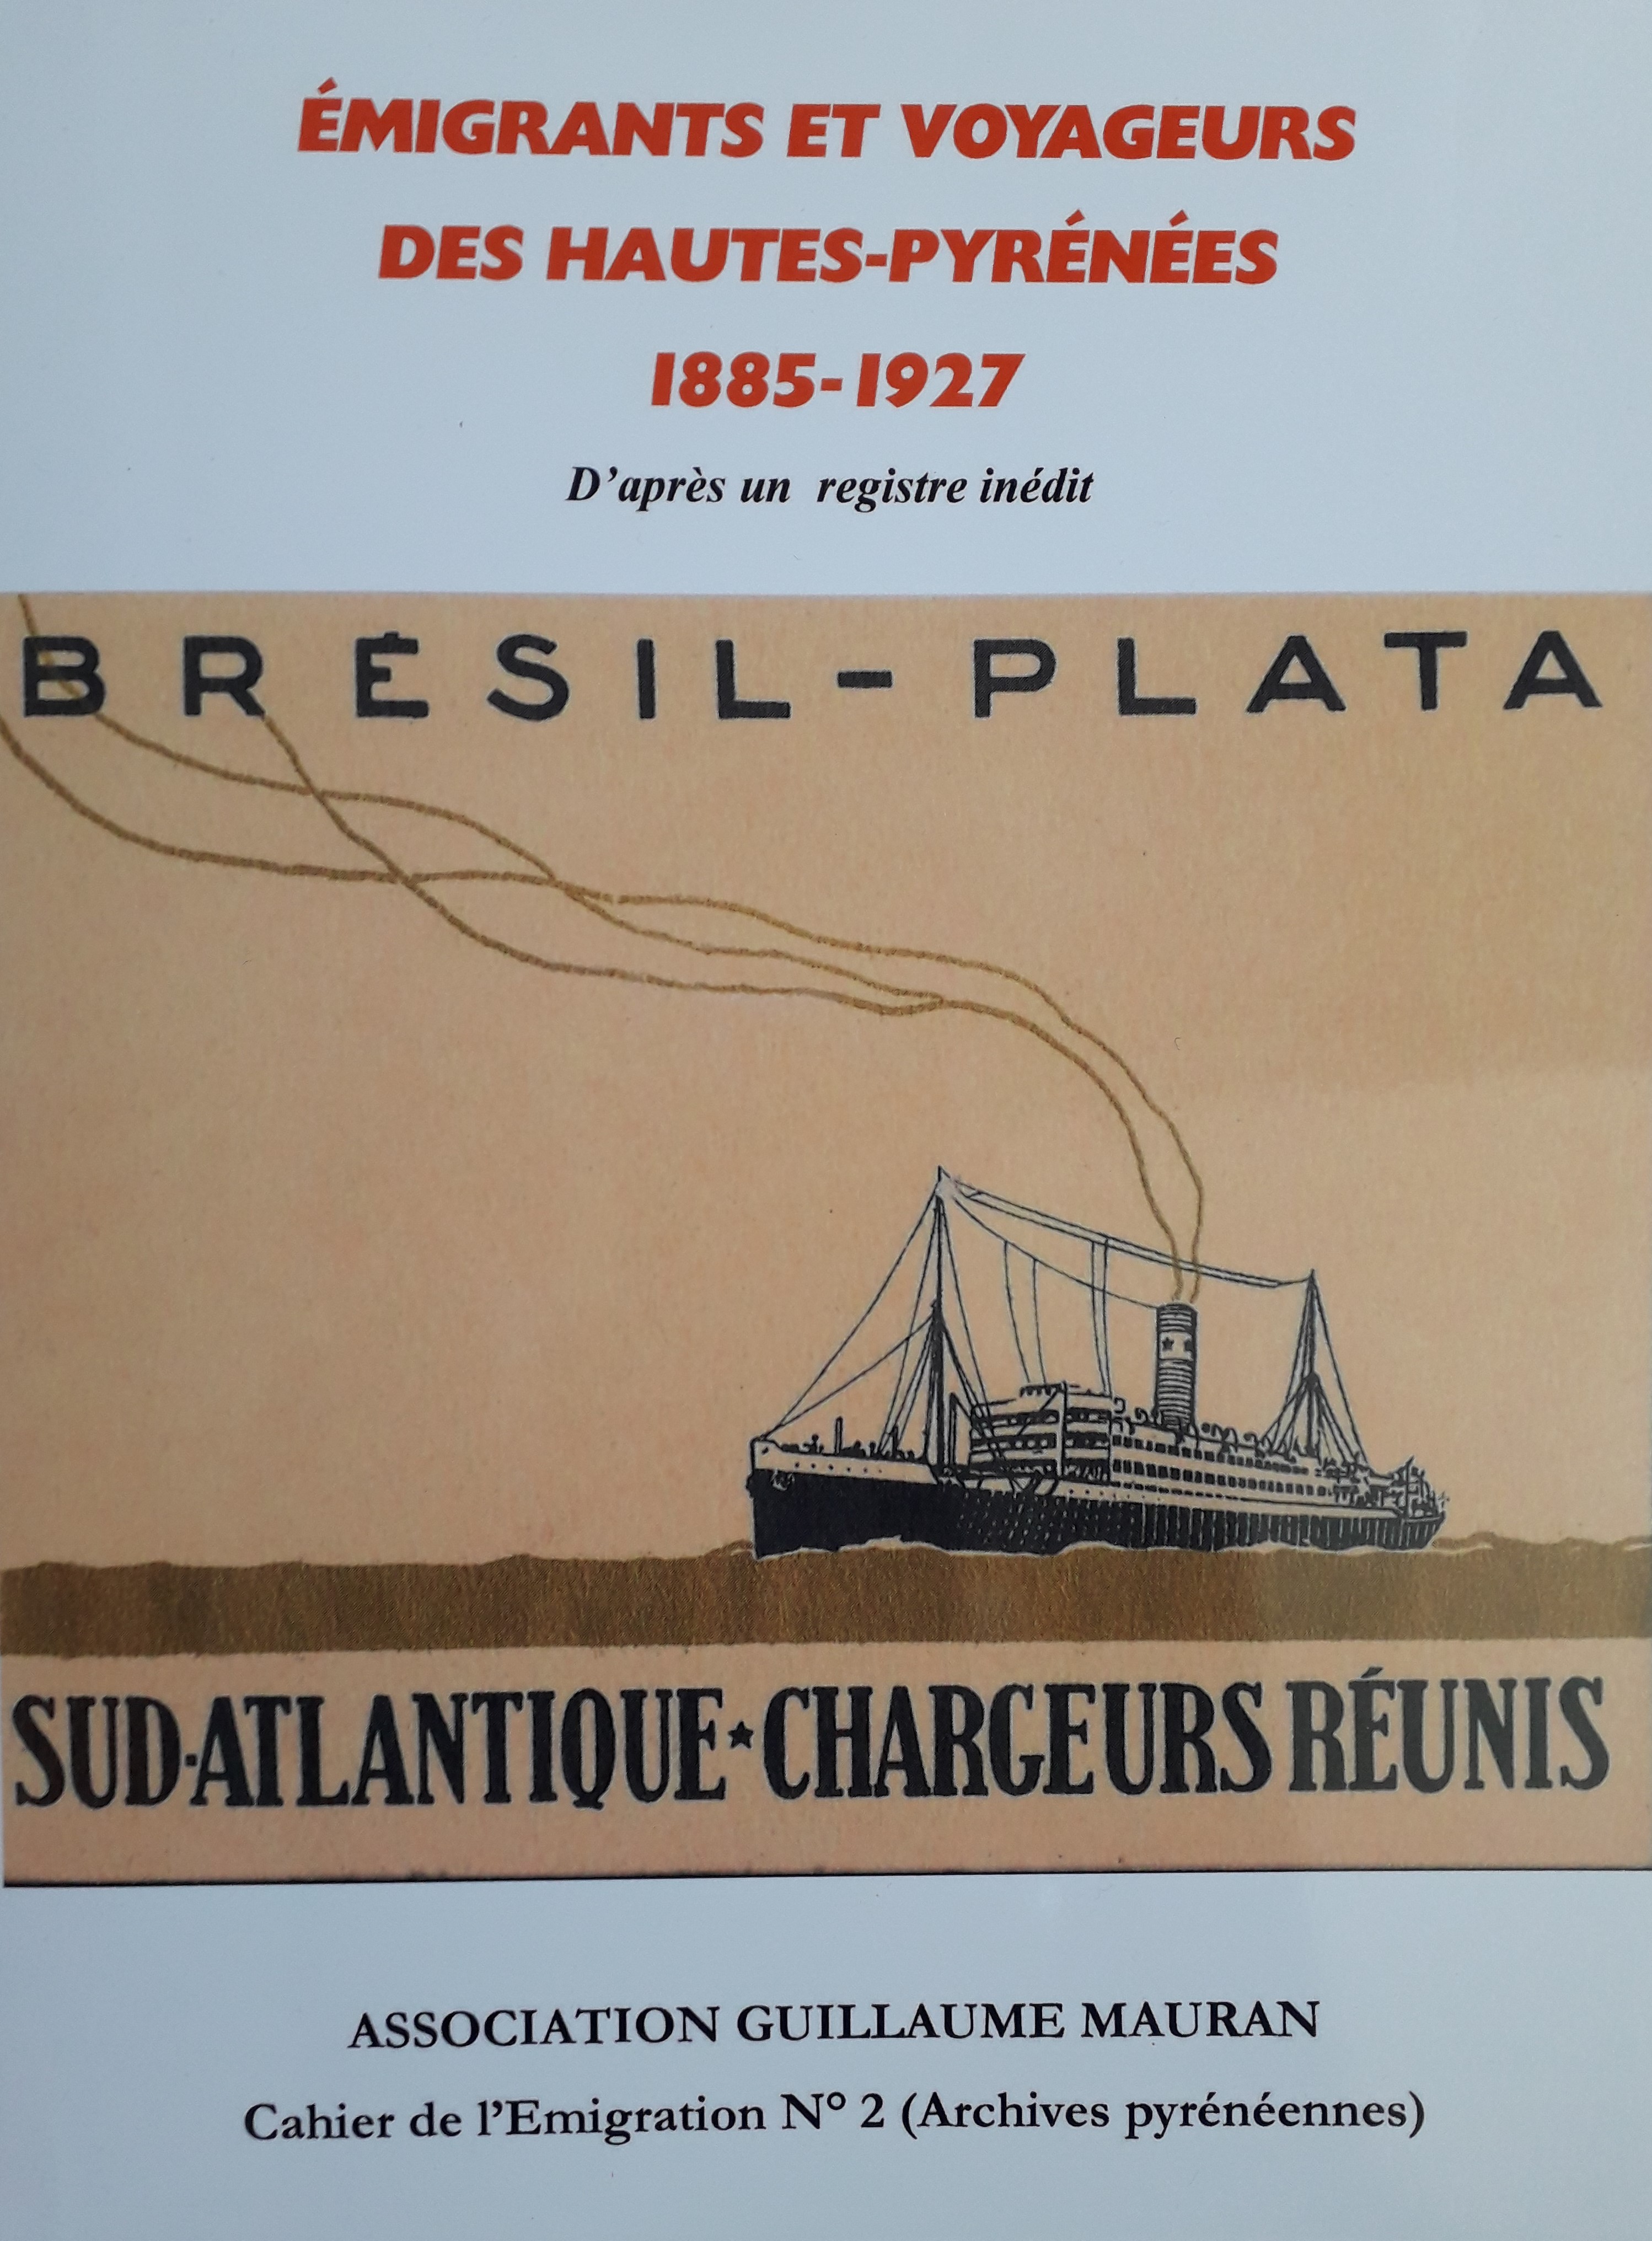 ÉMIGRANTS ET VOYAGEURS
DES HAUTES-PYRÉNÉES
1885-1927
D'après un registre inédit
BRÉSIL-PLATA
SUD-ATLANTIQUE★CHARGEURS RÉUNIS
ASSOCIATION GUILLAUME MAURAN
Cahier de l'Emigration N° 2 (Archives pyrénéennes)